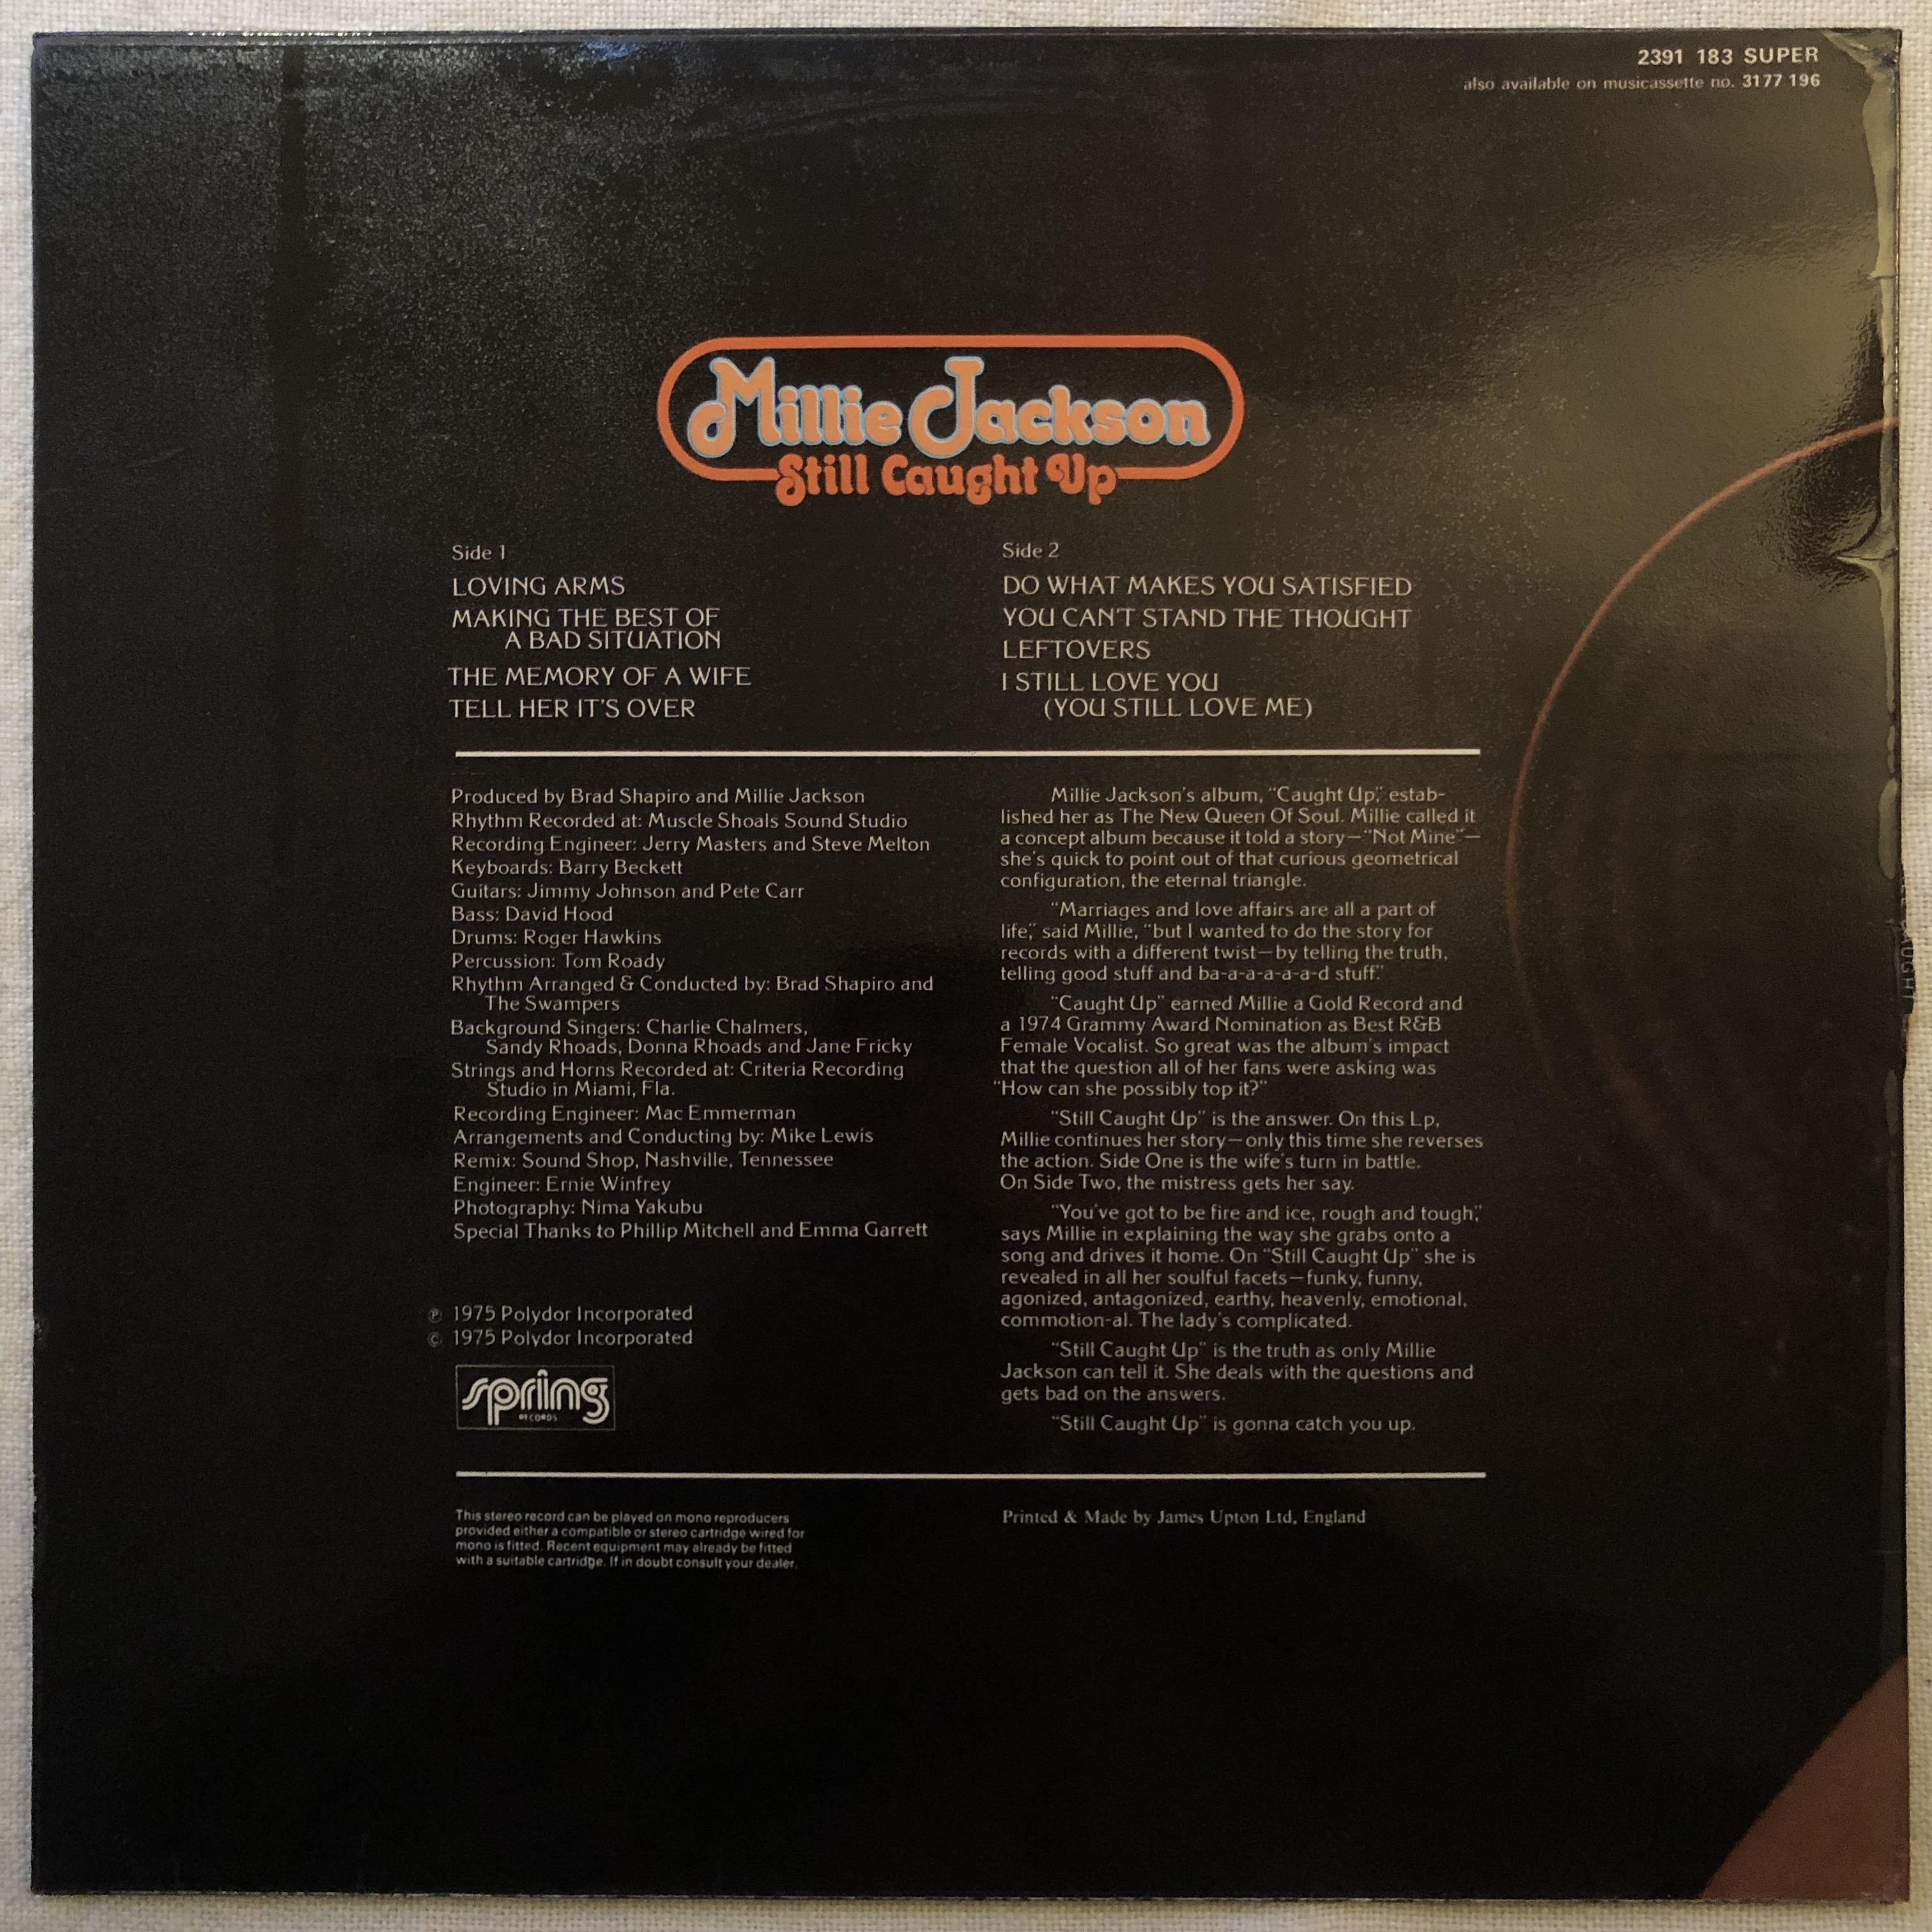 2391 183 SUPER
also available on musicassette no. 3177 196
Millie Jackson
Still Caught Up
Side 1
LOVING ARMS
MAKING THE BEST OF
A BAD SITUATION
THE MEMORY OF A WIFE
TELL HER IT'S OVER
Side 2
DO WHAT MAKES YOU SATISFIED
YOU CAN'T STAND THE THOUGHT
LEFTOVERS
I STILL LOVE YOU
(YOU STILL LOVE ME)
Produced by Brad Shapiro and Millie Jackson
Rhythm Recorded at: Muscle Shoals Sound Studio
Recording Engineer: Jerry Masters and Steve Melton
Keyboards: Barry Beckett
Guitars: Jimmy Johnson and Pete Carr
Bass: David Hood
Drums: Roger Hawkins
Percussion: Tom Roady
Rhythm Arranged & Conducted by: Brad Shapiro and
The Swampers
Background Singers: Charlie Chalmers,
Sandy Rhoads, Donna Rhoads and Jane Fricky
Strings and Horns Recorded at: Criteria Recording
Studio in Miami, Fla.
Recording Engineer: Mac Emmerman
Arrangements and Conducting by: Mike Lewis
Remix: Sound Shop, Nashville, Tennessee
Engineer: Ernie Winfrey
Photography: Nima Yakubu
Special Thanks to Phillip Mitchell and Emma Garrett
℗ 1975 Polydor Incorporated
© 1975 Polydor Incorporated
spring
RECORDS
Millie Jackson's album, "Caught Up," estab-
lished her as The New Queen Of Soul. Millie called it
a concept album because it told a story—"Not Mine"—
she's quick to point out of that curious geometrical
configuration, the eternal triangle.
"Marriages and love affairs are all a part of
life," said Millie, "but I wanted to do the story for
records with a different twist—by telling the truth,
telling good stuff and ba-a-a-a-a-a-d stuff."
"Caught Up" earned Millie a Gold Record and
a 1974 Grammy Award Nomination as Best R&B
Female Vocalist. So great was the album's impact
that the question all of her fans were asking was
"How can she possibly top it?"
"Still Caught Up" is the answer. On this Lp,
Millie continues her story—only this time she reverses
the action. Side One is the wife's turn in battle.
On Side Two, the mistress gets her say.
"You've got to be fire and ice, rough and tough,"
says Millie in explaining the way she grabs onto a
song and drives it home. On "Still Caught Up" she is
revealed in all her soulful facets—funky, funny,
agonized, antagonized, earthy, heavenly, emotional,
commotion-al. The lady's complicated.
"Still Caught Up" is the truth as only Millie
Jackson can tell it. She deals with the questions and
gets bad on the answers.
"Still Caught Up" is gonna catch you up.
This stereo record can be played on mono reproducers
provided either a compatible or stereo cartridge wired for
mono is fitted. Recent equipment may already be fitted
with a suitable cartridge. If in doubt consult your dealer.
Printed & Made by James Upton Ltd, England